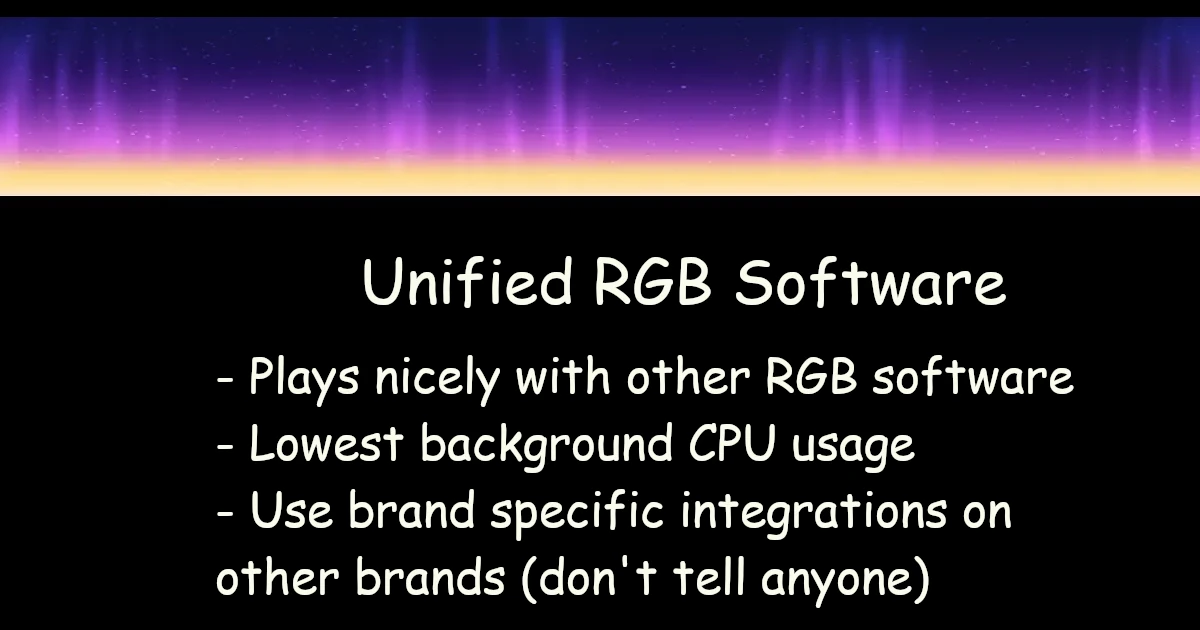 Unified RGB Software
- Plays nicely with other RGB software
- Lowest background CPU usage
- Use brand specific integrations on
other brands (don't tell anyone)